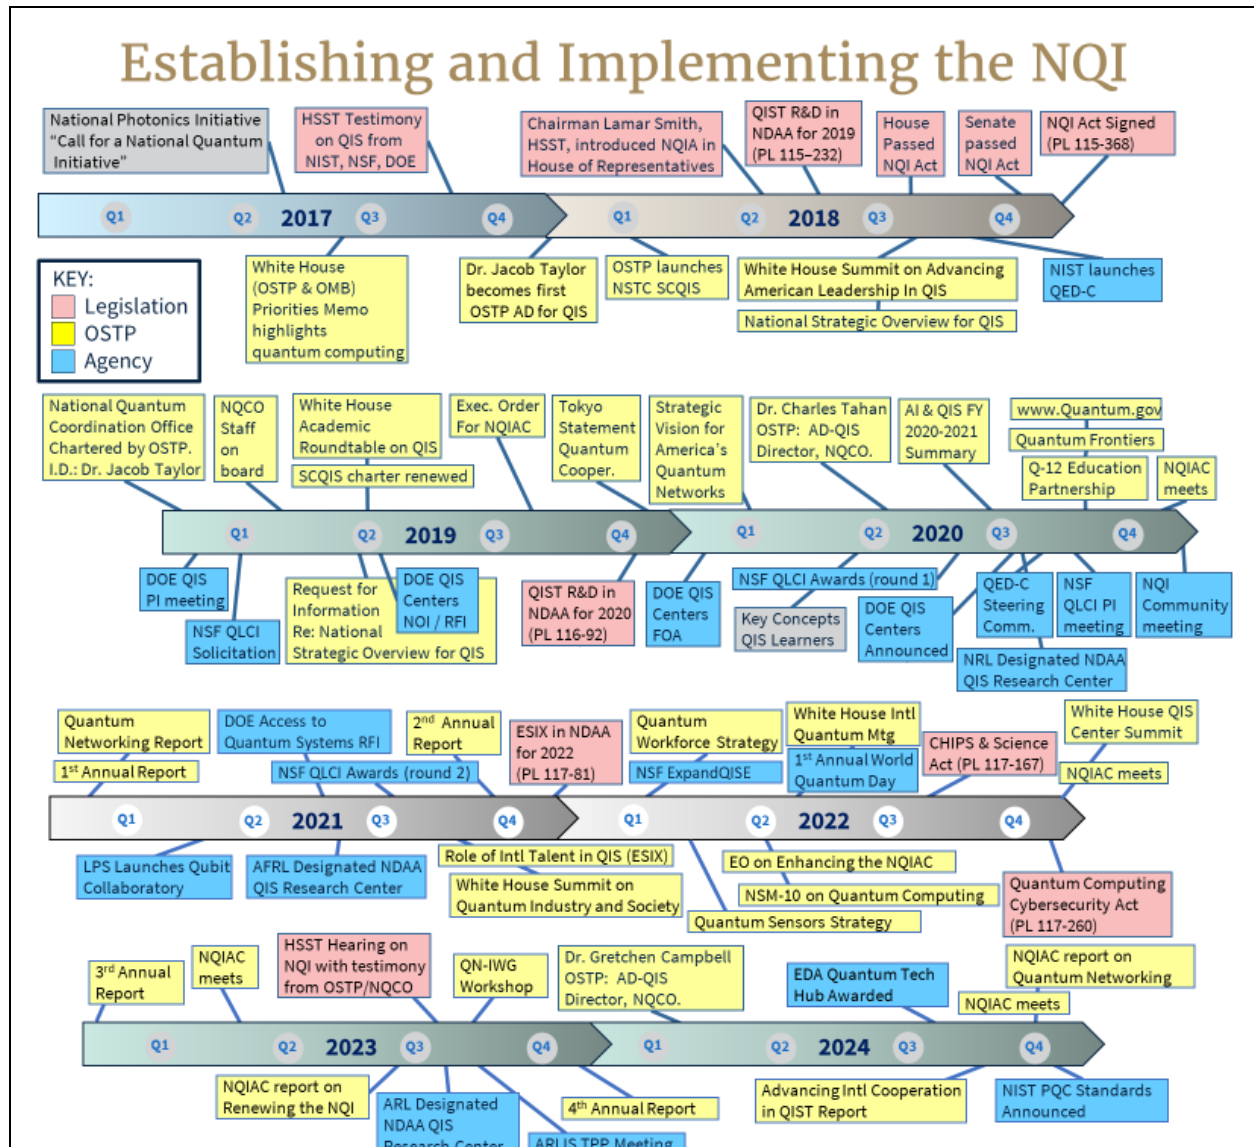 Establishing and Implementing the NQI
National Photonics Initiative
“Call for a National Quantum
Initiative”
HSST Testimony
on QIS from
NIST, NSF, DOE
Chairman Lamar Smith,
HSST, introduced NQIA in
House of Representatives
QIST R&D in
NDAA for 2019
(PL 115–232)
House
Passed
NQI Act
Senate
passed
NQI Act
NQI Act Signed
(PL 115-368)
Q1
Q2
2017
Q3
Q4
Q1
Q2
2018
Q3
Q4
KEY:
Legislation
OSTP
Agency
White House
(OSTP & OMB)
Priorities Memo
highlights
quantum computing
Dr. Jacob Taylor
becomes first
OSTP AD for QIS
OSTP launches
NSTC SCQIS
White House Summit on Advancing
American Leadership In QIS
National Strategic Overview for QIS
NIST launches
QED-C
National Quantum
Coordination Office
Chartered by OSTP.
I.D.: Dr. Jacob Taylor
NQCO
Staff
on
board
White House
Academic
Roundtable on QIS
SCQIS charter renewed
Exec. Order
For NQIAC
Tokyo
Statement
Quantum
Cooper.
Strategic
Vision for
America’s
Quantum
Networks
Dr. Charles Tahan
OSTP: AD-QIS
Director, NQCO.
AI & QIS FY
2020-2021
Summary
www.Quantum.gov
Quantum Frontiers
Q-12 Education
Partnership
NQIAC
meets
Q1
Q2
2019
Q3
Q4
Q1
Q2
2020
Q3
Q4
DOE QIS
PI meeting
NSF QLCI
Solicitation
Request for
Information
Re: National
Strategic Overview for QIS
DOE QIS
Centers
NOI / RFI
QIST R&D in
NDAA for 2020
(PL 116-92)
DOE QIS
Centers
FOA
NSF QLCI Awards (round 1)
Key Concepts
QIS Learners
DOE QIS
Centers
Announced
QED-C
Steering
Comm.
NSF
QLCI PI
meeting
NQI
Community
meeting
NRL Designated NDAA
QIS Research Center
Quantum
Networking Report
1st Annual Report
DOE Access to
Quantum Systems RFI
NSF QLCI Awards (round 2)
2nd Annual
Report
ESIX in NDAA
for 2022
(PL 117-81)
Quantum
Workforce Strategy
NSF ExpandQISE
White House Intl
Quantum Mtg
1st Annual World
Quantum Day
CHIPS & Science
Act (PL 117-167)
White House QIS
Center Summit
NQIAC meets
Q1
Q2
2021
Q3
Q4
Q1
Q2
2022
Q3
Q4
LPS Launches Qubit
Collaboratory
AFRL Designated NDAA
QIS Research Center
Role of Intl Talent in QIS (ESIX)
White House Summit on
Quantum Industry and Society
EO on Enhancing the NQIAC
NSM-10 on Quantum Computing
Quantum Sensors Strategy
Quantum Computing
Cybersecurity Act
(PL 117-260)
3rd Annual
Report
NQIAC
meets
HSST Hearing on
NQI with testimony
from OSTP/NQCO
QN-IWG
Workshop
Dr. Gretchen Campbell
OSTP: AD-QIS
Director, NQCO.
EDA Quantum Tech
Hub Awarded
NQIAC report on
Quantum Networking
NQIAC meets
Q1
Q2
2023
Q3
Q4
Q1
Q2
2024
Q3
Q4
NQIAC report on
Renewing the NQI
ARL Designated
NDAA QIS
Research Center
ARLIS TPP Meeting
4th Annual Report
Advancing Intl Cooperation
in QIST Report
NIST PQC Standards
Announced